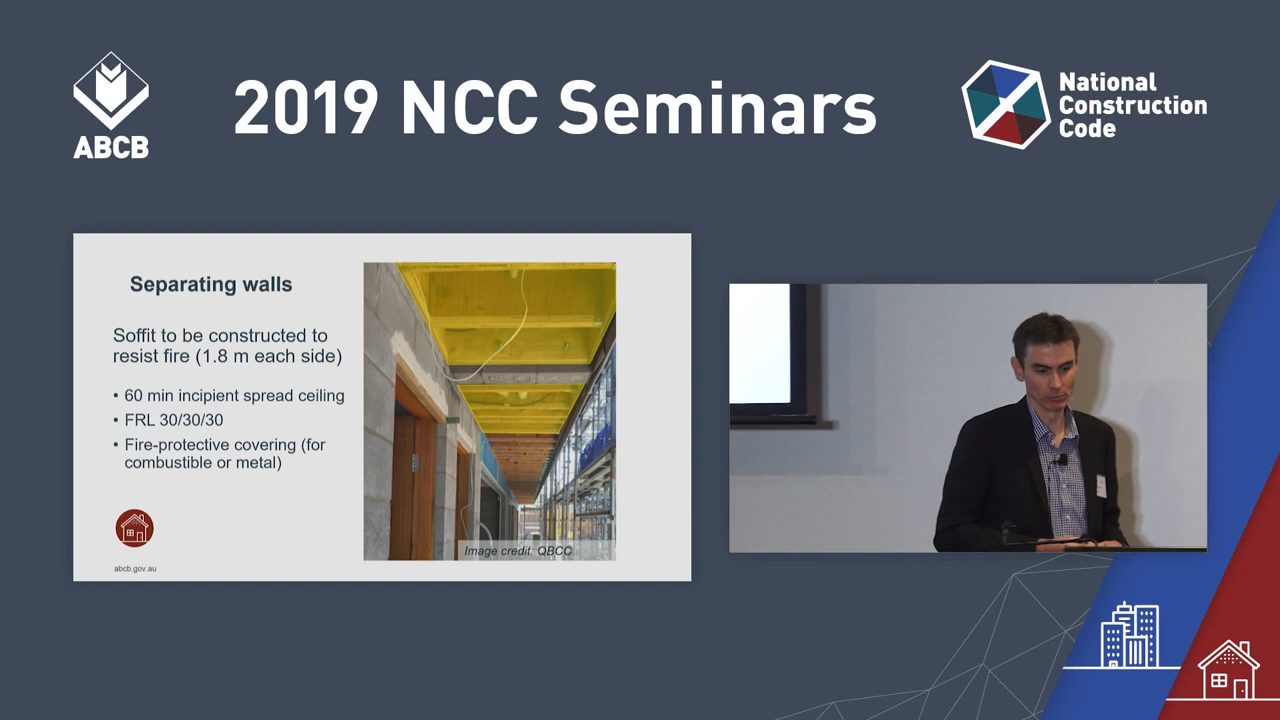 ABCB
2019 NCC Seminars
National
Construction
Code
Separating walls
Soffit to be constructed to
resist fire (1.8 m each side)
• 60 min incipient spread ceiling
• FRL 30/30/30
• Fire-protective covering (for
combustible or metal)
Image credit: QBCC
abcb.gov.au